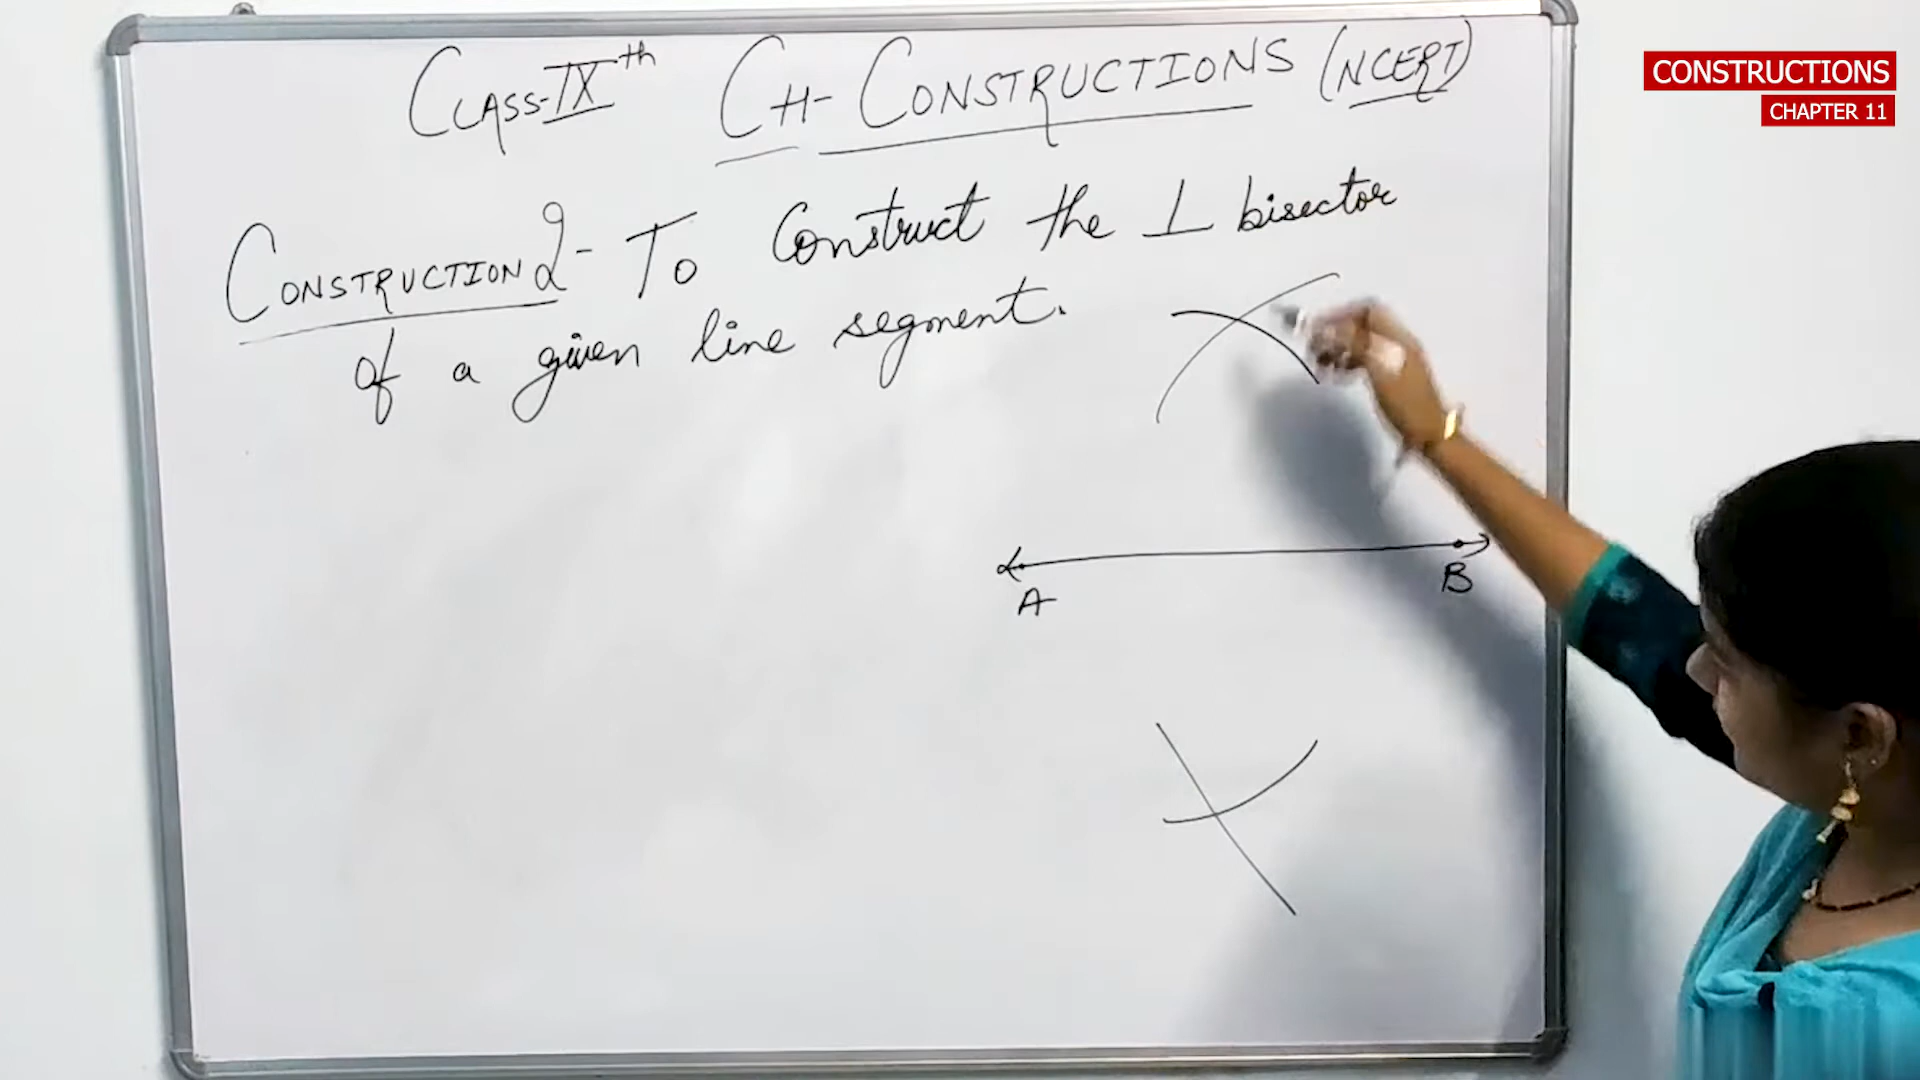 CLASS-IXth CH-CONSTRUCTIONS (NCERT)
CONSTRUCTIONS
CHAPTER 11
CONSTRUCTION 2- To Construct the ⊥ bisector
of a given line segment.
A B